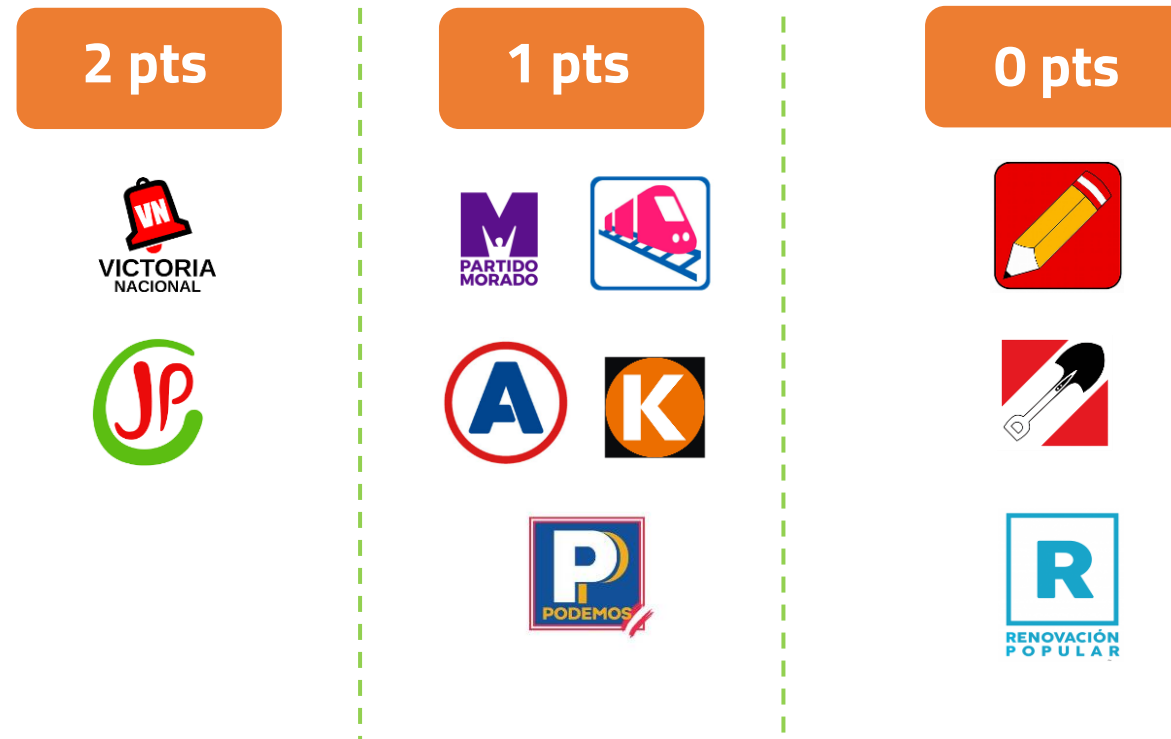 2 pts
1 pts
0 pts
VN
VICTORIA
NACIONAL
JP
M
PARTIDO
MORADO
A
K
P
PODEMOS
R
RENOVACIÓN
POPULAR